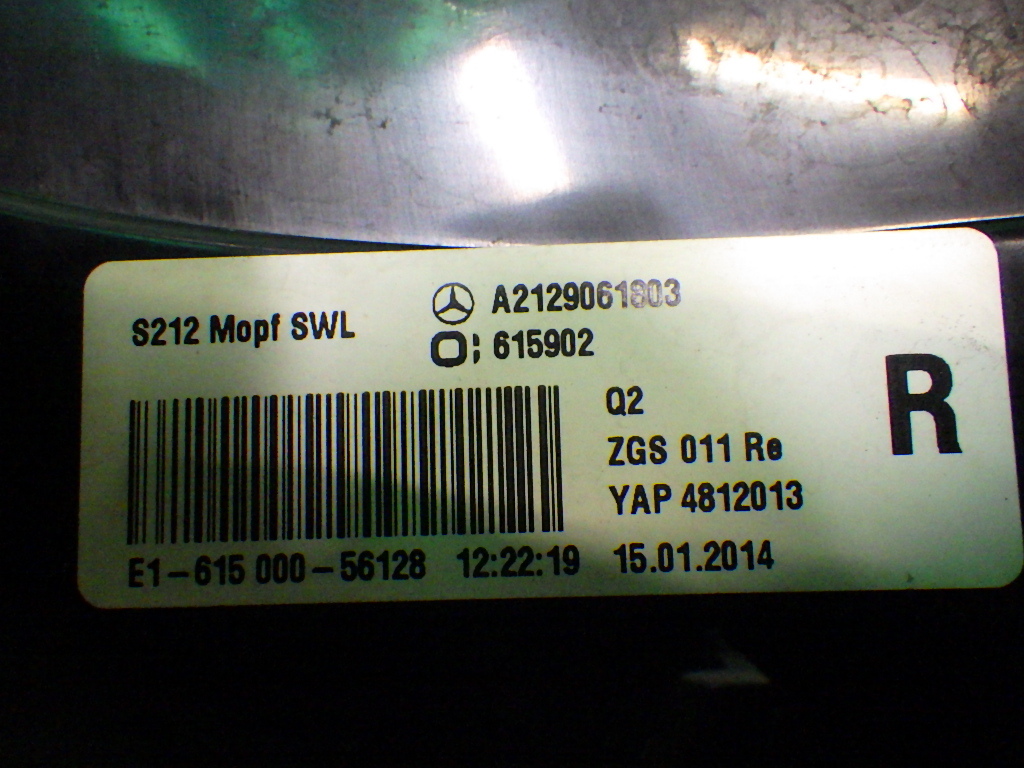 S212 Mopf SWL
A2129061803
: 615902
Q2
ZGS 011 Re
YAP 4812013
R
E1-615 000-56128 12:22:19 15.01.2014